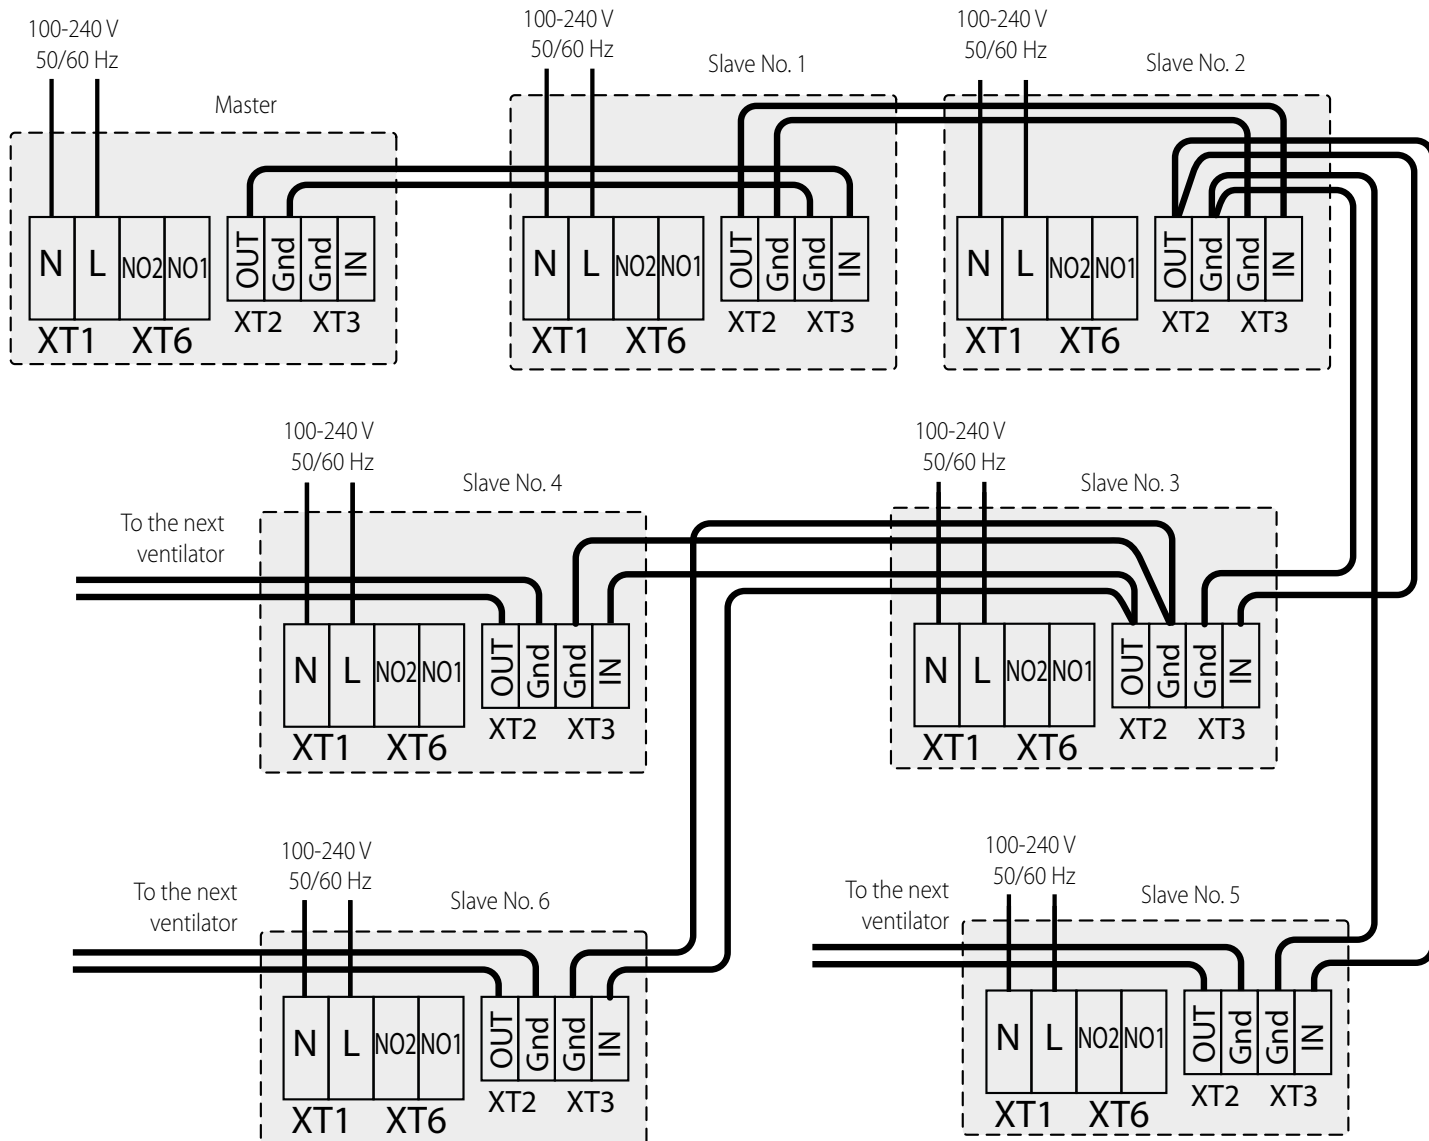 100-240 V
50/60 Hz
Master
N L NO2 NO1 OUT Gnd Gnd IN
XT1 XT6 XT2 XT3
100-240 V
50/60 Hz
Slave No. 1
N L NO2 NO1 OUT Gnd Gnd IN
XT1 XT6 XT2 XT3
100-240 V
50/60 Hz
Slave No. 2
N L NO2 NO1 OUT Gnd Gnd IN
XT1 XT6 XT2 XT3
100-240 V
50/60 Hz
Slave No. 4
To the next
ventilator
N L NO2 NO1 OUT Gnd Gnd IN
XT1 XT6 XT2 XT3
100-240 V
50/60 Hz
Slave No. 3
N L NO2 NO1 OUT Gnd Gnd IN
XT1 XT6 XT2 XT3
100-240 V
50/60 Hz
Slave No. 6
To the next
ventilator
N L NO2 NO1 OUT Gnd Gnd IN
XT1 XT6 XT2 XT3
100-240 V
50/60 Hz
Slave No. 5
To the next
ventilator
N L NO2 NO1 OUT Gnd Gnd IN
XT1 XT6 XT2 XT3